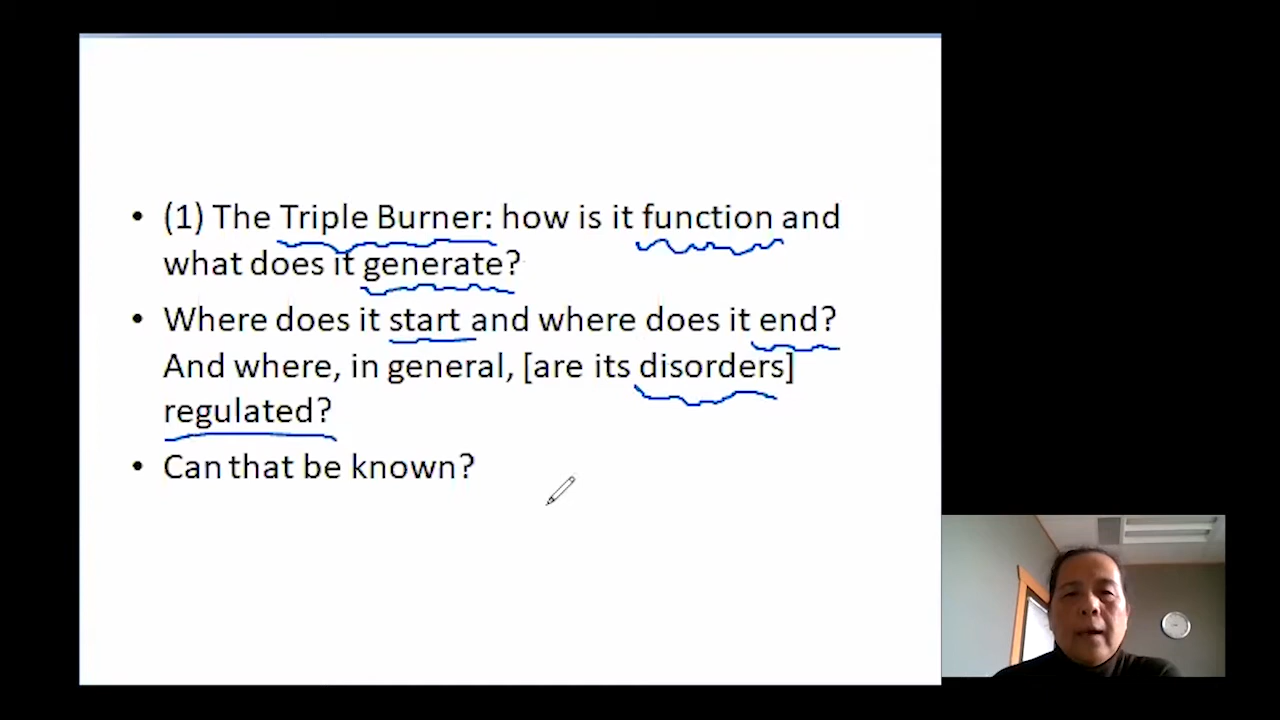 • (1) The Triple Burner: how is it function and
what does it generate?
• Where does it start and where does it end?
And where, in general, [are its disorders]
regulated?
• Can that be known?